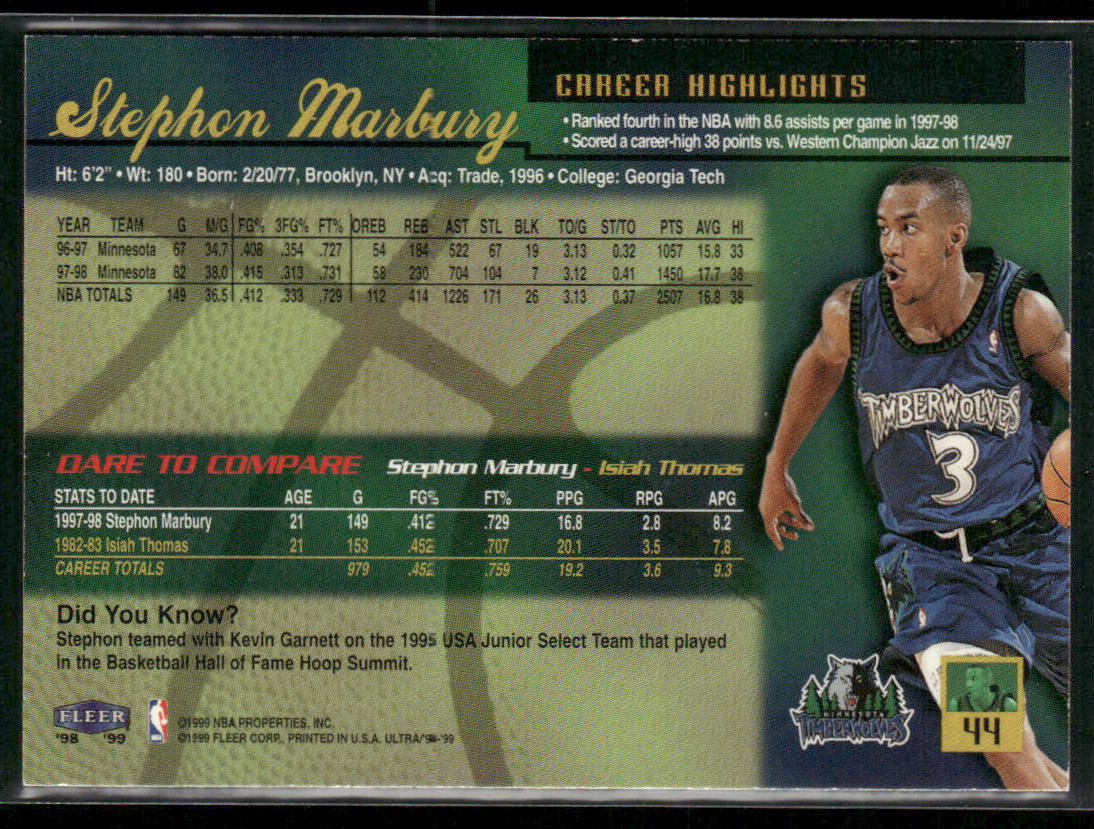 Stephon Marbury
CAREER HIGHLIGHTS
• Ranked fourth in the NBA with 8.6 assists per game in 1997-98
• Scored a career-high 38 points vs. Western Champion Jazz on 11/24/97
Ht: 6'2" • Wt: 180 • Born: 2/20/77, Brooklyn, NY • Acq: Trade, 1996 • College: Georgia Tech
YEAR TEAM G M/G FG% 3FG% FT% OREB REB AST STL BLK TO/G ST/TO PTS AVG HI
96-97 Minnesota 67 34.7 .408 .354 .727 54 184 522 67 19 3.13 0.32 1057 15.8 33
97-98 Minnesota 82 38.0 .415 .313 .731 58 230 704 104 7 3.12 0.41 1450 17.7 38
NBA TOTALS 149 36.5 .412 .333 .729 112 414 1226 171 26 3.13 0.37 2507 16.8 38
DARE TO COMPARE Stephon Marbury - Isiah Thomas
STATS TO DATE AGE G FG% FT% PPG RPG APG
1997-98 Stephon Marbury 21 149 .412 .729 16.8 2.8 8.2
1982-83 Isiah Thomas 21 153 .452 .707 20.1 3.5 7.8
CAREER TOTALS 979 .452 .759 19.2 3.6 9.3
Did You Know?
Stephon teamed with Kevin Garnett on the 1995 USA Junior Select Team that played
in the Basketball Hall of Fame Hoop Summit.
TIMBERWOLVES
3
FLEER
'98 '99
©1999 NBA PROPERTIES, INC.
©1999 FLEER CORP., PRINTED IN U.S.A. ULTRA/'98-'99
MINNESOTA
TIMBERWOLVES
44